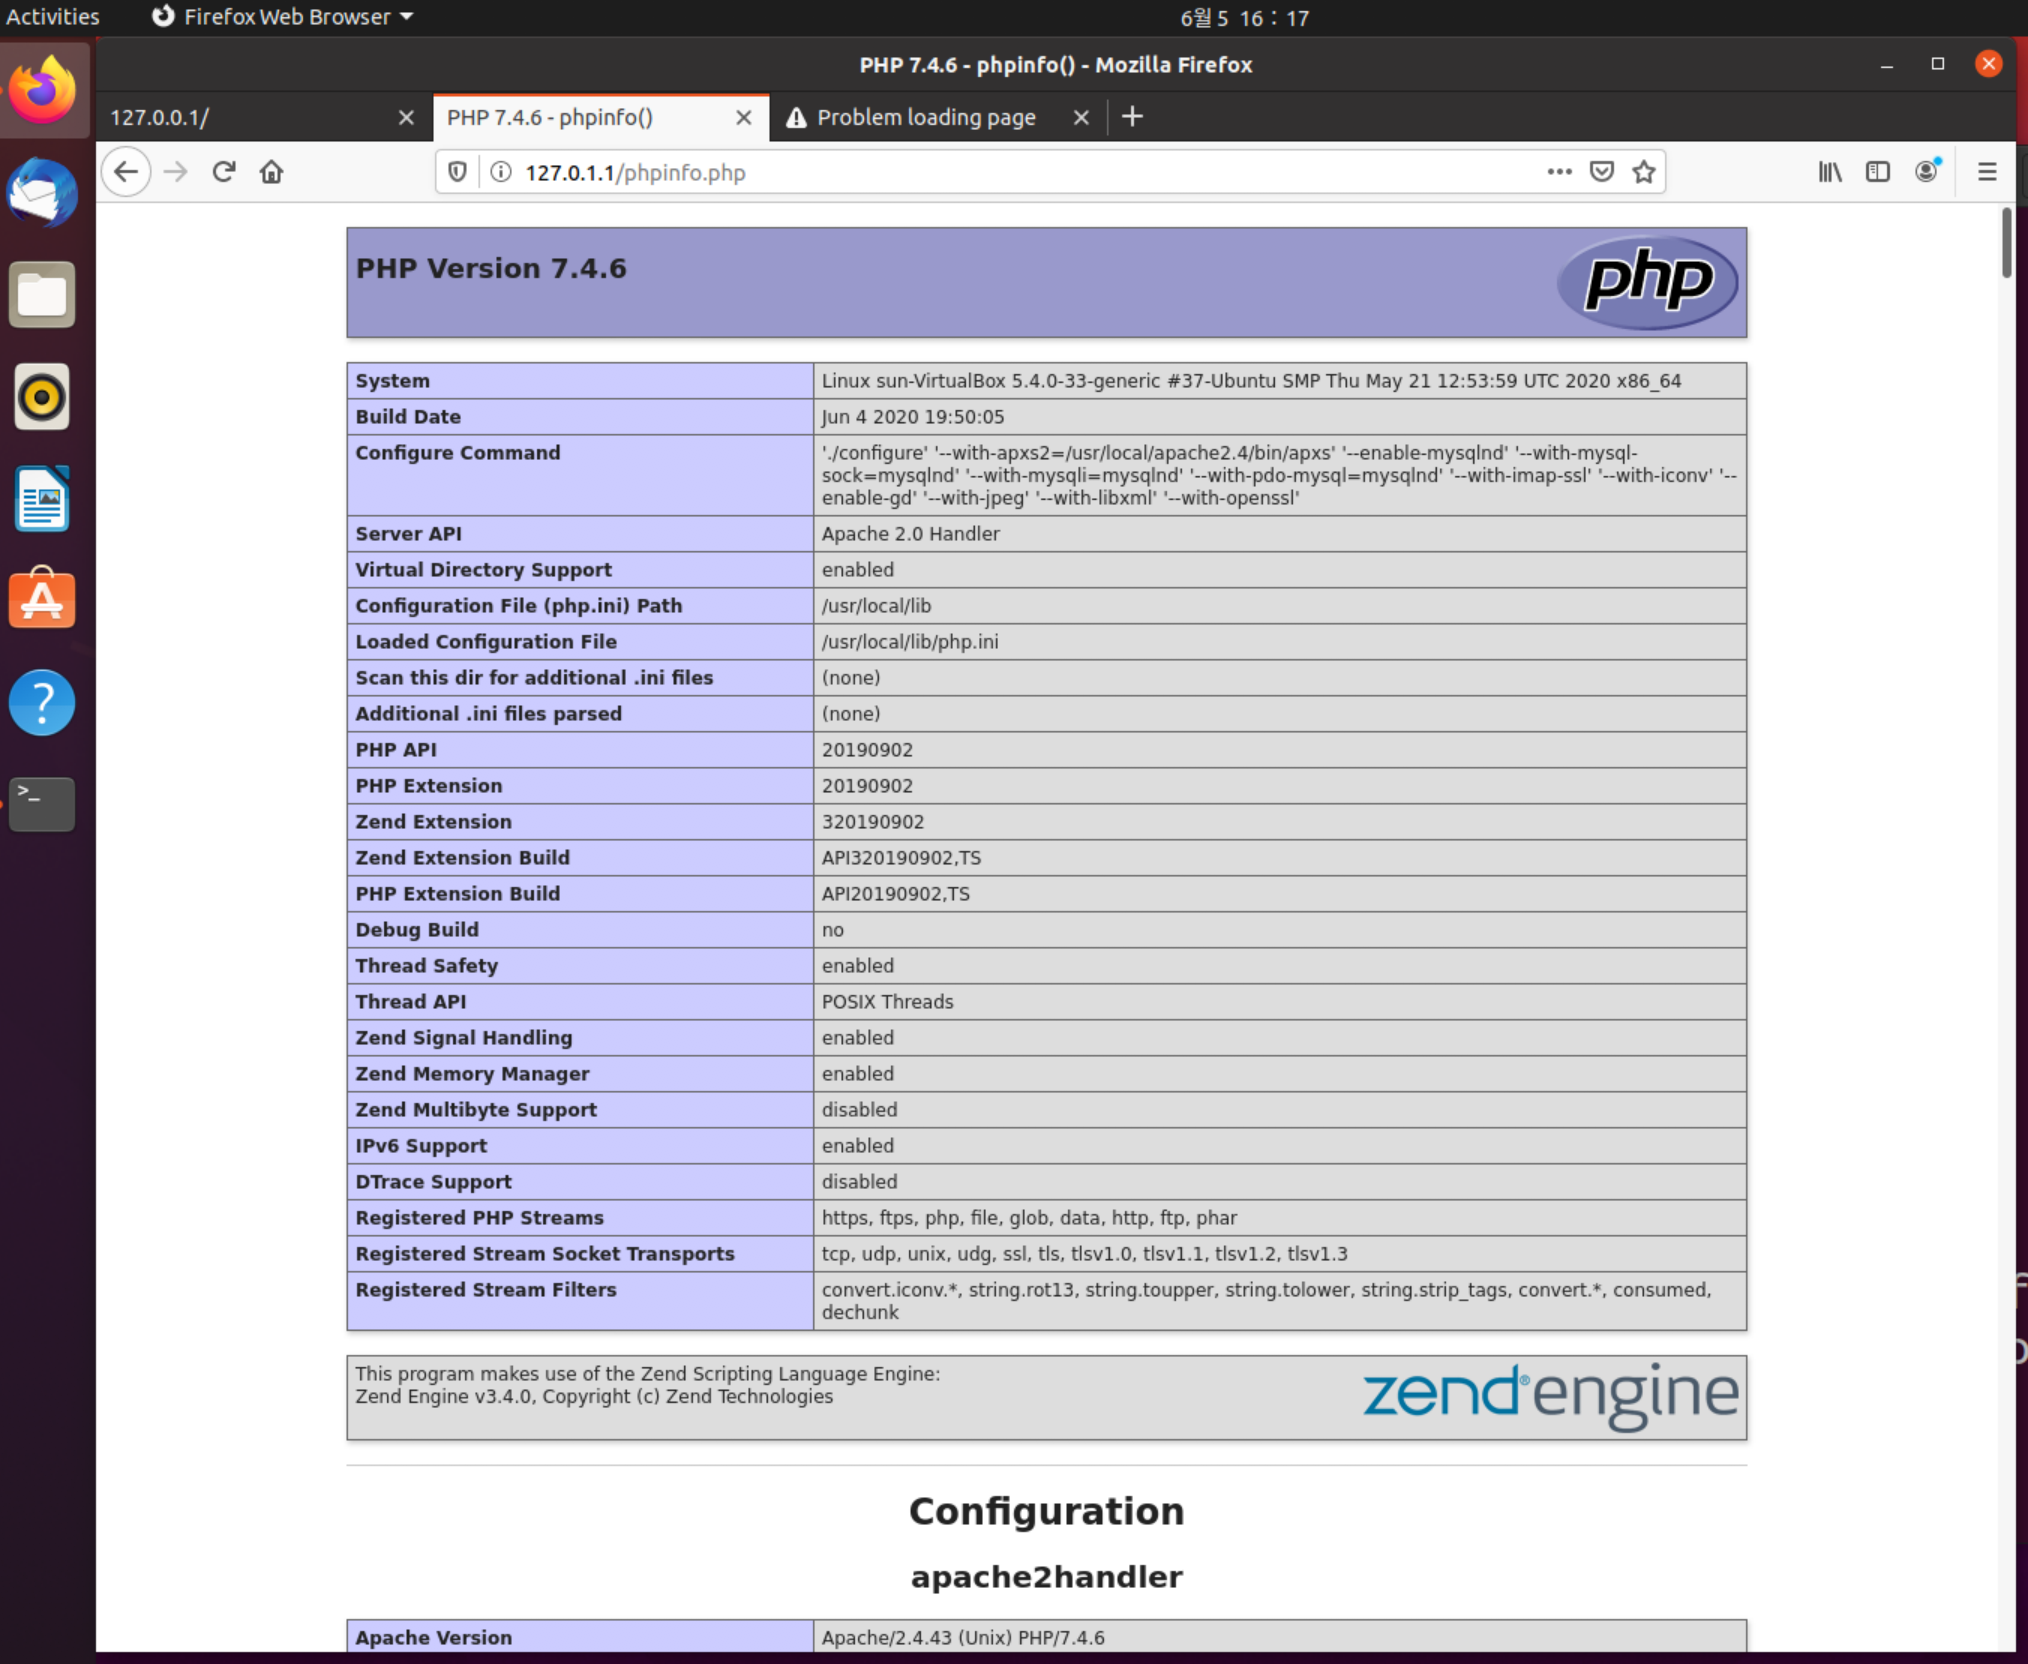 Activities
Firefox Web Browser
6월 5 16 : 17
PHP 7.4.6 - phpinfo() - Mozilla Firefox
127.0.0.1/
PHP 7.4.6 - phpinfo()
Problem loading page
127.0.1.1/phpinfo.php
PHP Version 7.4.6
php
System Linux sun-VirtualBox 5.4.0-33-generic #37-Ubuntu SMP Thu May 21 12:53:59 UTC 2020 x86_64
Build Date Jun 4 2020 19:50:05
Configure Command './configure' '--with-apxs2=/usr/local/apache2.4/bin/apxs' '--enable-mysqlnd' '--with-mysql-
sock=mysqlnd' '--with-mysqli=mysqlnd' '--with-pdo-mysql=mysqlnd' '--with-imap-ssl' '--with-iconv' '--
enable-gd' '--with-jpeg' '--with-libxml' '--with-openssl'
Server API Apache 2.0 Handler
Virtual Directory Support enabled
Configuration File (php.ini) Path /usr/local/lib
Loaded Configuration File /usr/local/lib/php.ini
Scan this dir for additional .ini files (none)
Additional .ini files parsed (none)
PHP API 20190902
PHP Extension 20190902
Zend Extension 320190902
Zend Extension Build API320190902,TS
PHP Extension Build API20190902,TS
Debug Build no
Thread Safety enabled
Thread API POSIX Threads
Zend Signal Handling enabled
Zend Memory Manager enabled
Zend Multibyte Support disabled
IPv6 Support enabled
DTrace Support disabled
Registered PHP Streams https, ftps, php, file, glob, data, http, ftp, phar
Registered Stream Socket Transports tcp, udp, unix, udg, ssl, tls, tlsv1.0, tlsv1.1, tlsv1.2, tlsv1.3
Registered Stream Filters convert.iconv.*, string.rot13, string.toupper, string.tolower, string.strip_tags, convert.*, consumed,
dechunk
This program makes use of the Zend Scripting Language Engine:
Zend Engine v3.4.0, Copyright (c) Zend Technologies
zend® engine
Configuration
apache2handler
Apache Version Apache/2.4.43 (Unix) PHP/7.4.6